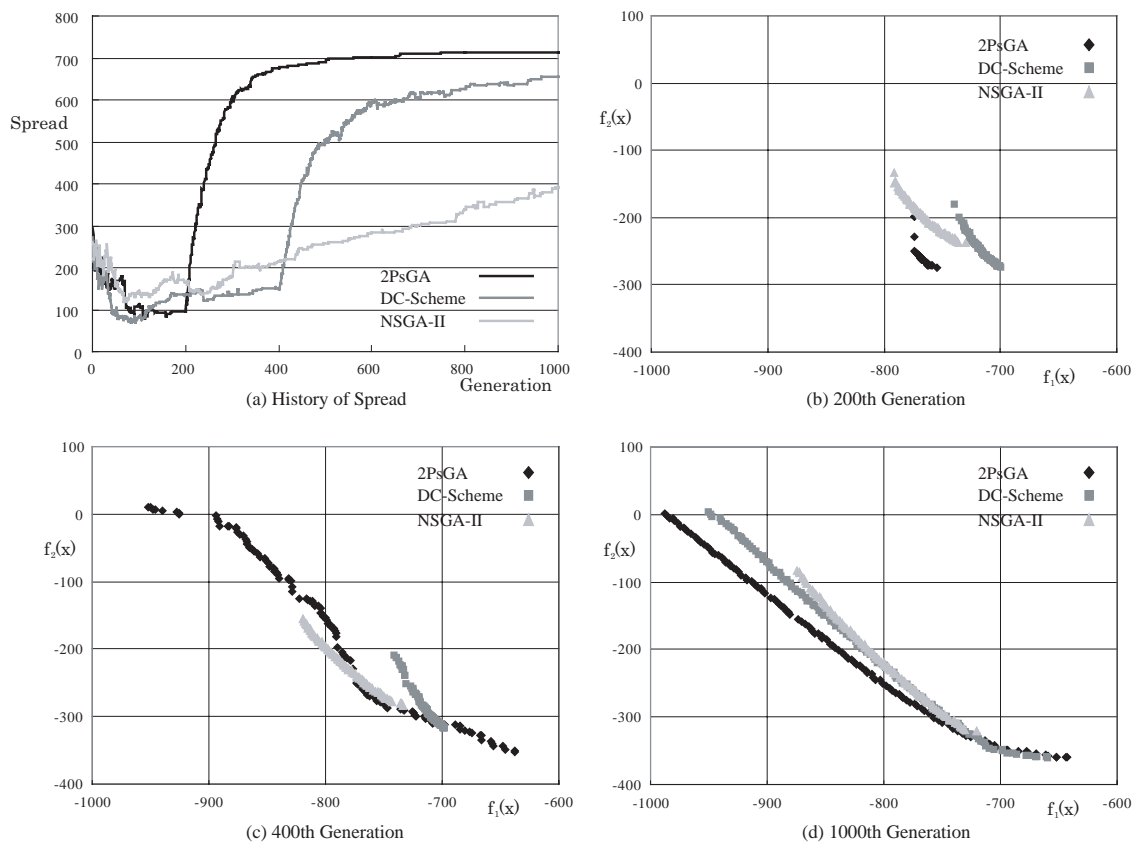 800
700
600
Spread
500
400
300
200
100
0
2PsGA
DC-Scheme
NSGA-II
0
200
400
600
800
1000
Generation
(a) History of Spread
100
0
f₂(x)
-100
-200
-300
-400
2PsGA
DC-Scheme
NSGA-II
-1000
-900
-800
-700
-600
f₁(x)
(b) 200th Generation
100
0
f₂(x)
-100
-200
-300
-400
2PsGA
DC-Scheme
NSGA-II
-1000
-900
-800
-700
-600
f₁(x)
(c) 400th Generation
100
0
f₂(x)
-100
-200
-300
-400
2PsGA
DC-Scheme
NSGA-II
-1000
-900
-800
-700
-600
f₁(x)
(d) 1000th Generation